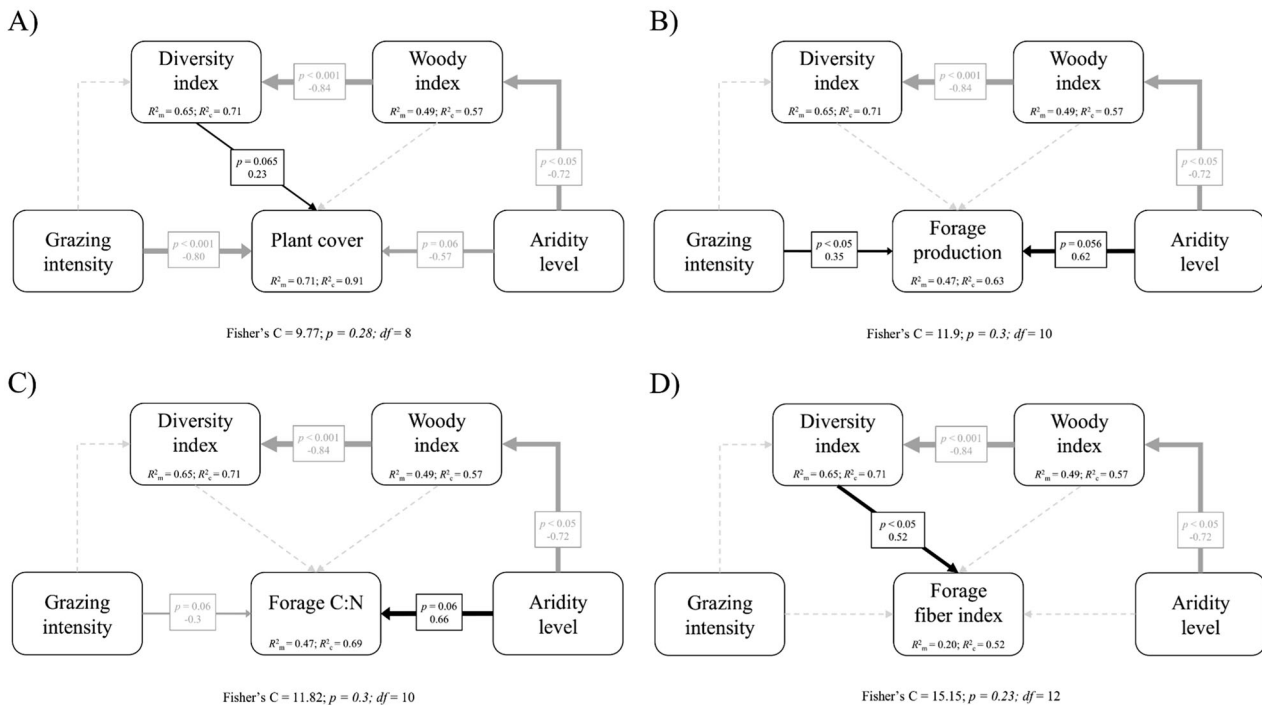 A)
Diversity
index
R²m = 0.65; R²c = 0.71
p < 0.001
-0.84
Woody
index
R²m = 0.49; R²c = 0.57
p = 0.065
0.23
p < 0.05
-0.72
Grazing
intensity
p < 0.001
-0.80
Plant cover
R²m = 0.71; R²c = 0.91
p = 0.06
-0.57
Aridity
level
Fisher's C = 9.77; p = 0.28; df = 8
B)
Diversity
index
R²m = 0.65; R²c = 0.71
p < 0.001
-0.84
Woody
index
R²m = 0.49; R²c = 0.57
p < 0.05
-0.72
Grazing
intensity
p < 0.05
0.35
Forage
production
R²m = 0.47; R²c = 0.63
p = 0.056
0.62
Aridity
level
Fisher's C = 11.9; p = 0.3; df = 10
C)
Diversity
index
R²m = 0.65; R²c = 0.71
p < 0.001
-0.84
Woody
index
R²m = 0.49; R²c = 0.57
p < 0.05
-0.72
Grazing
intensity
p = 0.06
-0.3
Forage C:N
R²m = 0.47; R²c = 0.69
p = 0.06
0.66
Aridity
level
Fisher's C = 11.82; p = 0.3; df = 10
D)
Diversity
index
R²m = 0.65; R²c = 0.71
p < 0.001
-0.84
Woody
index
R²m = 0.49; R²c = 0.57
p < 0.05
0.52
p < 0.05
-0.72
Grazing
intensity
Forage
fiber index
R²m = 0.20; R²c = 0.52
Aridity
level
Fisher's C = 15.15; p = 0.23; df = 12